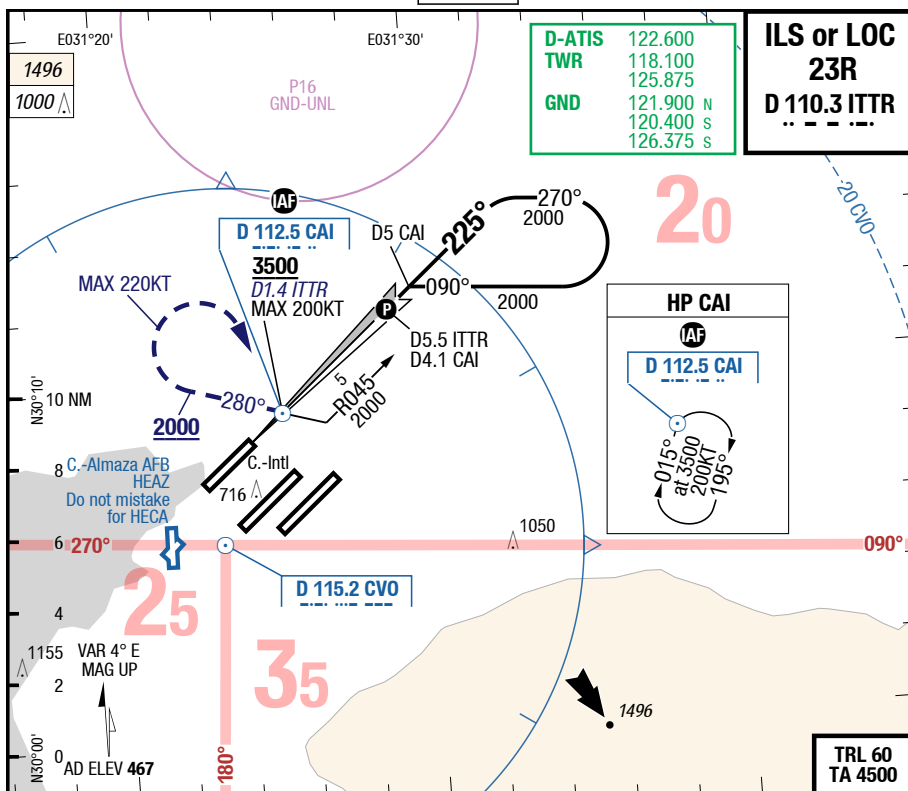 E031°20'
E031°30'
1496
1000
P16
GND-UNL
D-ATIS 122.600
TWR 118.100
125.875
GND 121.900 N
120.400 S
126.375 S
ILS or LOC
23R
D 110.3 ITTR
20 CVO
20
IAF
D 112.5 CAI
3500
D1.4 ITTR
MAX 200KT
D5 CAI
225°
270°
2000
090°
2000
MAX 220KT
P
D5.5 ITTR
D4.1 CAI
5
R045
2000
280°
2000
HP CAI
IAF
D 112.5 CAI
015°
at 3500
200KT
195°
N30°10'
10 NM
8
6
4
2
0
N30°00'
C.-Almaza AFB
HEAZ
Do not mistake
for HECA
C.-Intl
716
1050
270°
090°
D 115.2 CVO
25
35
1155
VAR 4° E
MAG UP
AD ELEV 467
180°
1496
TRL 60
TA 4500